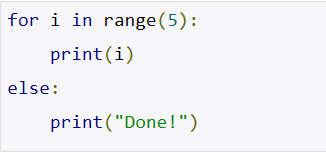 for i in range(5):
    print(i)
else:
    print("Done!")